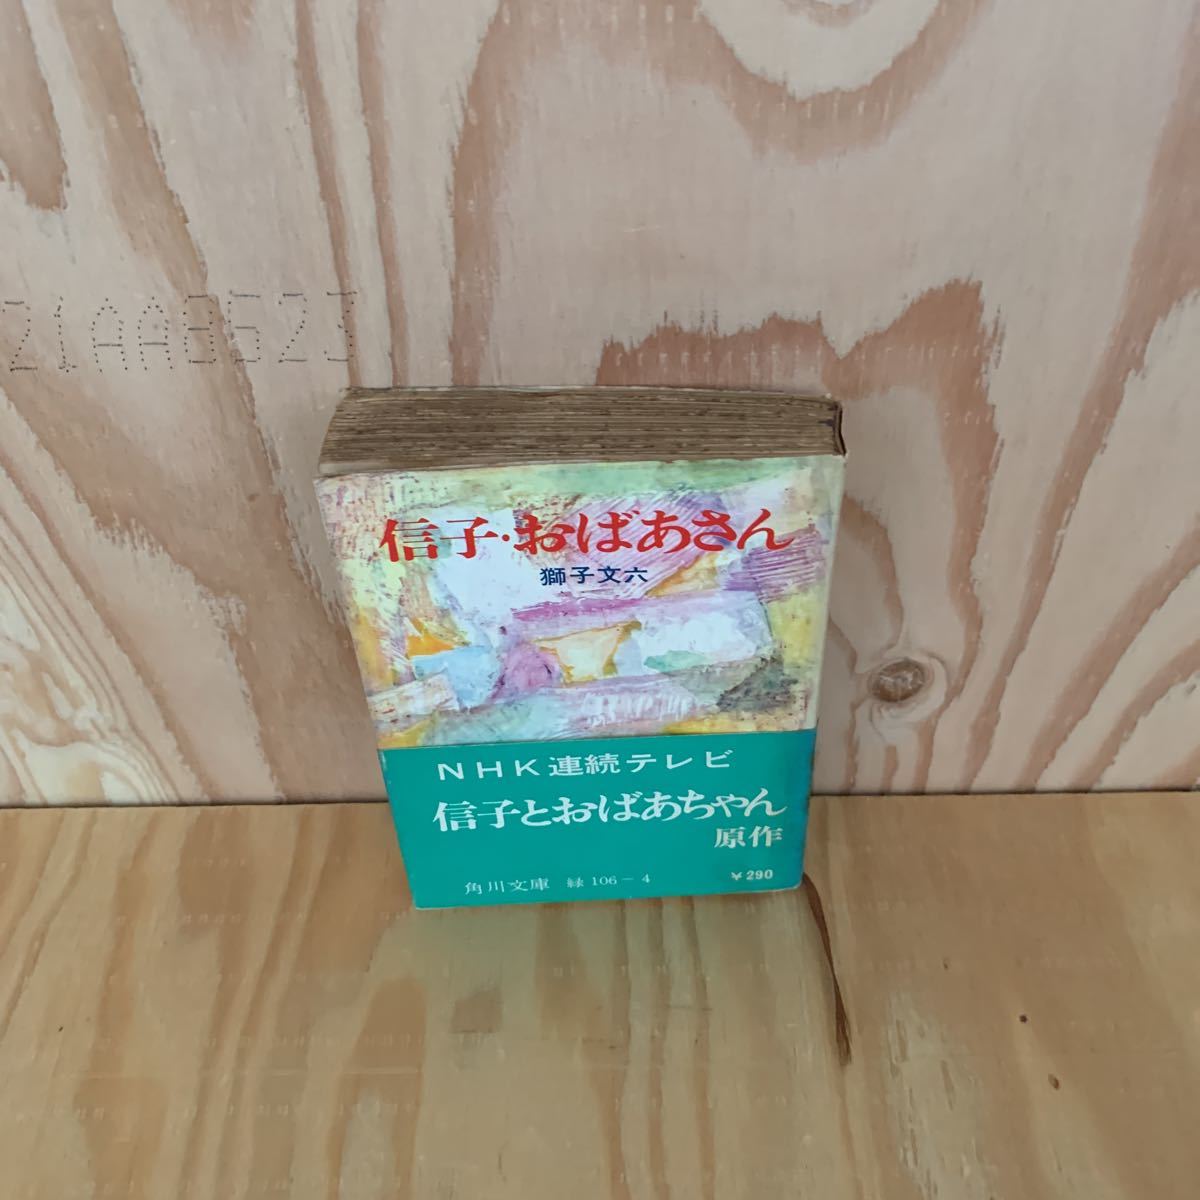 21AAB523
信子・おばあさん
獅子文六
NHK連続テレビ
信子とおばあちゃん
原作
角川文庫 緑 106-4 ￥290